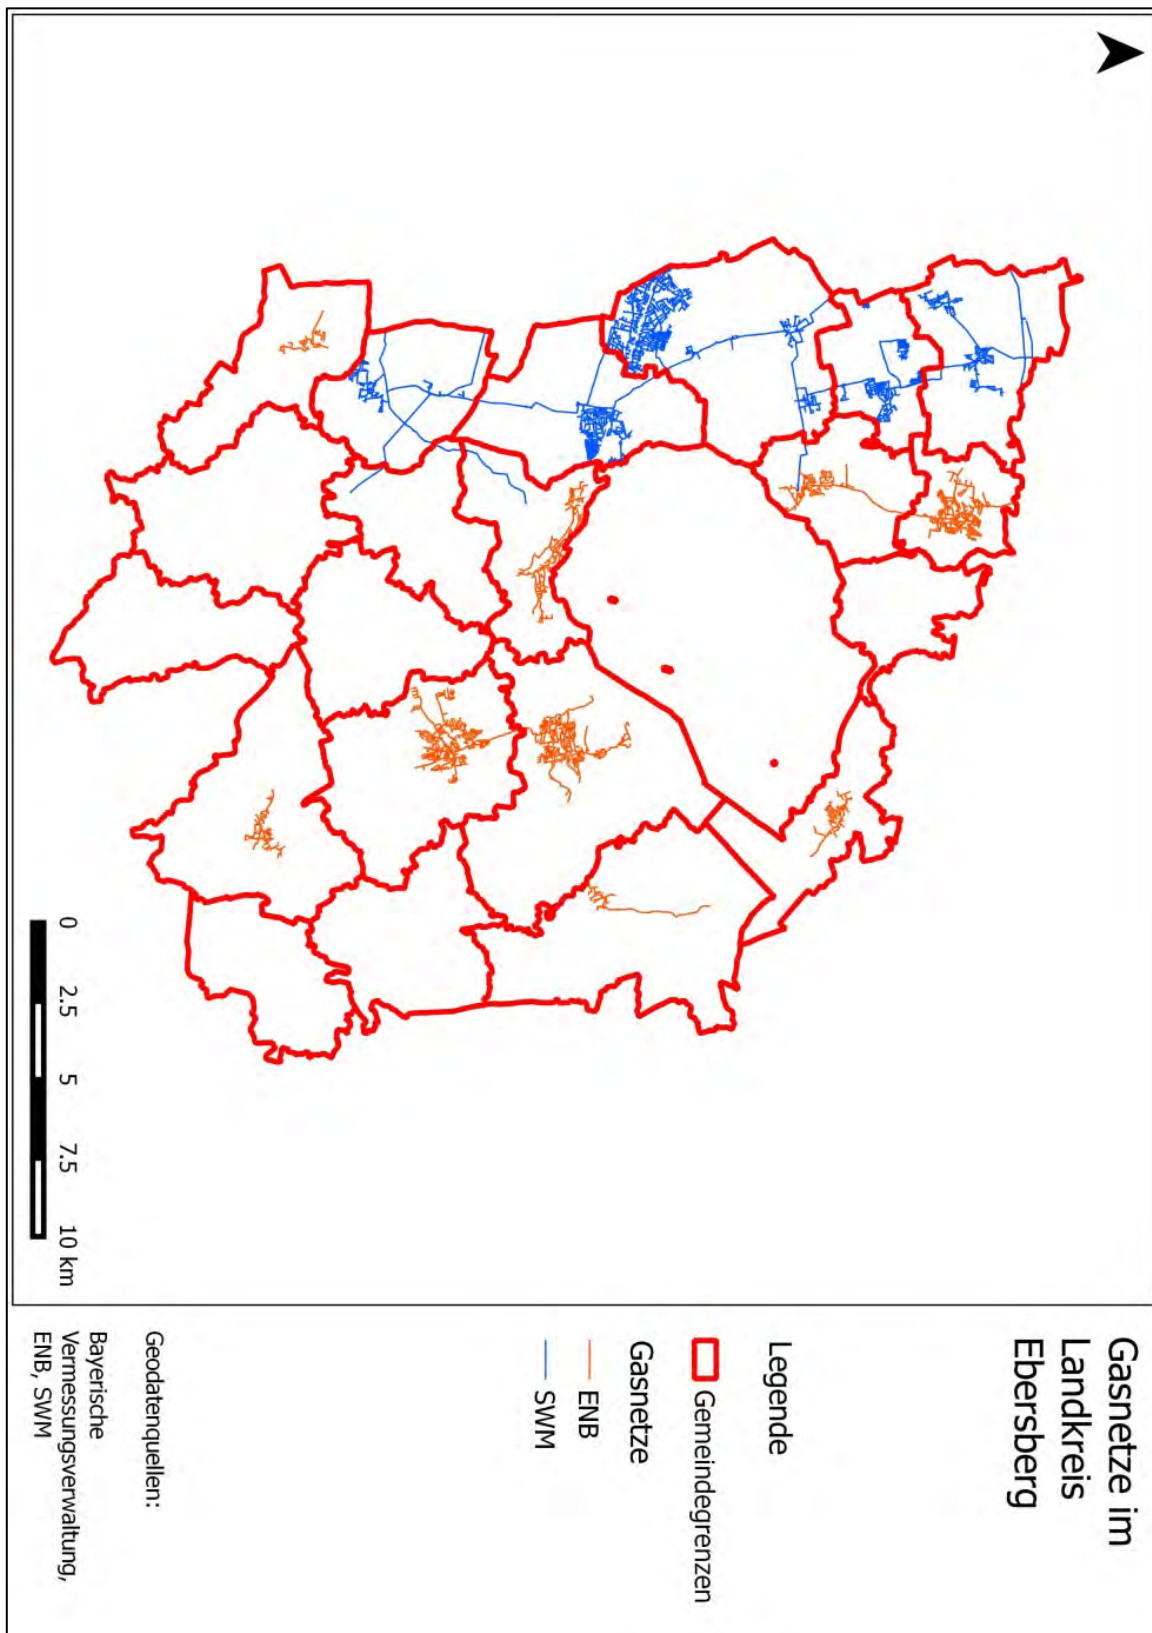 Gasnetze im
Landkreis
Ebersberg
Legende
Gemeindegrenzen
Gasnetze
ENB
SWM
Geodatenquellen:
Bayerische
Vermessungsverwaltung,
ENB, SWM
0 2.5 5 7.5 10 km